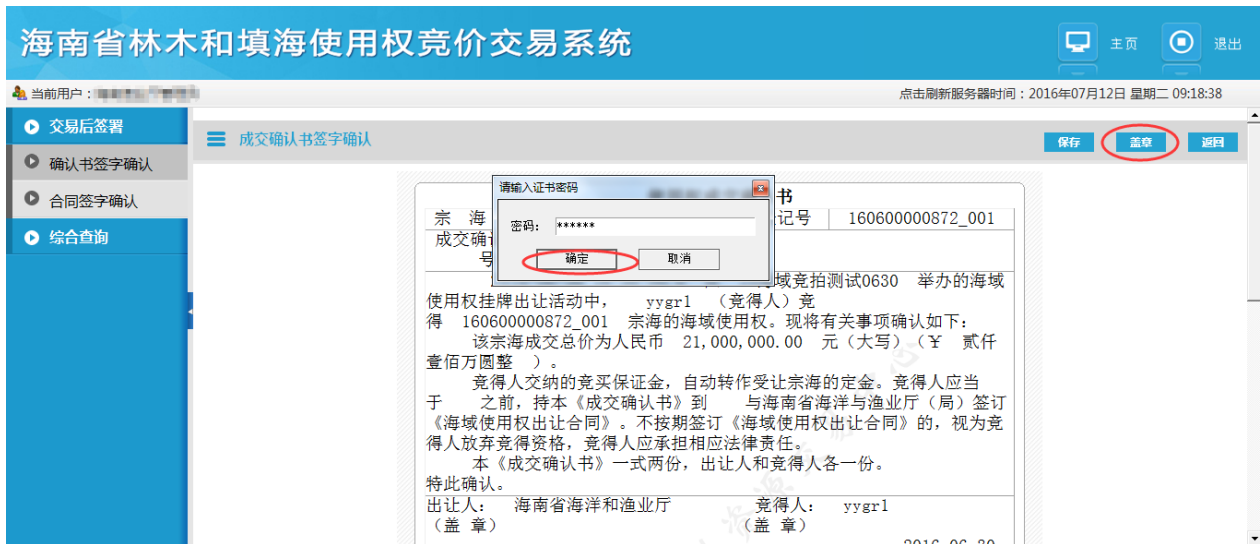 海南省林木和填海使用权竞价交易系统
主页
退出
当前用户：
点击刷新服务器时间：2016年07月12日 星期二 09:18:38
交易后签署
确认书签字确认
合同签字确认
综合查询
成交确认书签字确认
保存
盖章
返回
请输入证书密码
密码： ******
确定
取消
书
宗 海
记号 160600000872_001
成交确
号
域竞拍测试0630 举办的海域
使用权挂牌出让活动中， yygr1 （竞得人）竞
得 160600000872_001 宗海的海域使用权。现将有关事项确认如下：
该宗海成交总价为人民币 21,000,000.00 元（大写）（￥ 贰仟
壹佰万圆整 ）。
竞得人交纳的竞买保证金，自动转作受让宗海的定金。竞得人应当
于 之前，持本《成交确认书》到 与海南省海洋与渔业厅（局）签订
《海域使用权出让合同》。不按期签订《海域使用权出让合同》的，视为竞
得人放弃竞得资格，竞得人应承担相应法律责任。
本《成交确认书》一式两份，出让人和竞得人各一份。
特此确认。
出让人： 海南省海洋和渔业厅 竞得人： yygr1
（盖 章） （盖 章）
2016-06-30